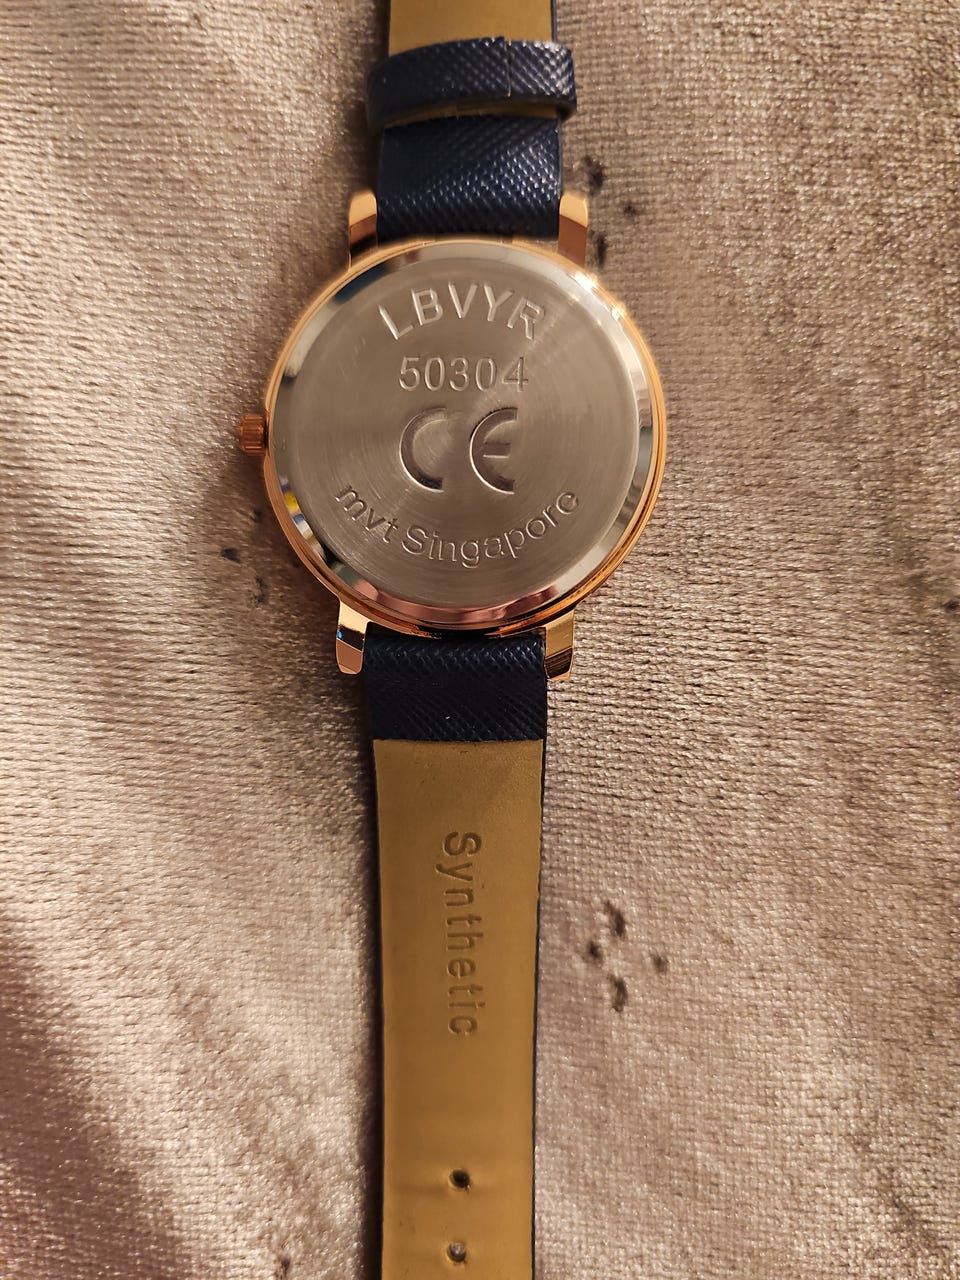 LBVYR
50304
CE
mvt Singapore
Synthetic